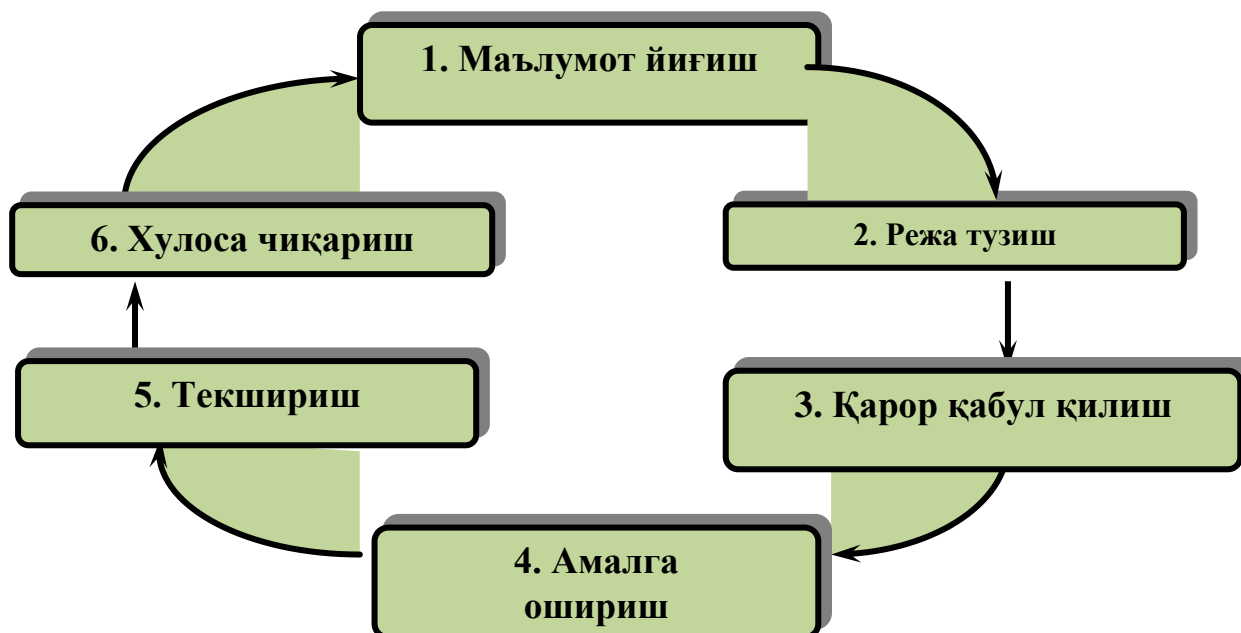 1. Маълумот йиғиш
2. Режа тузиш
3. Қарор қабул қилиш
4. Амалга
ошириш
5. Текшириш
6. Хулоса чиқариш